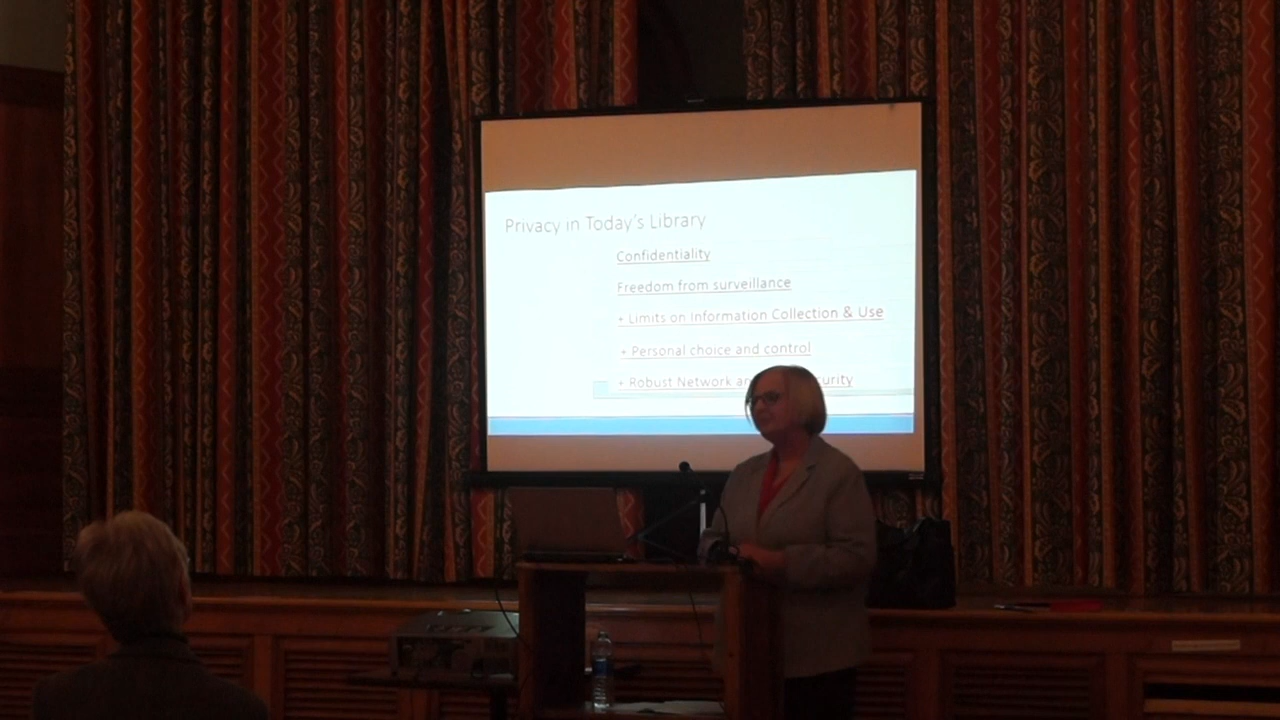 Privacy in Today's Library
Confidentiality
Freedom from surveillance
+ Limits on Information Collection & Use
+ Personal choice and control
+ Robust Network